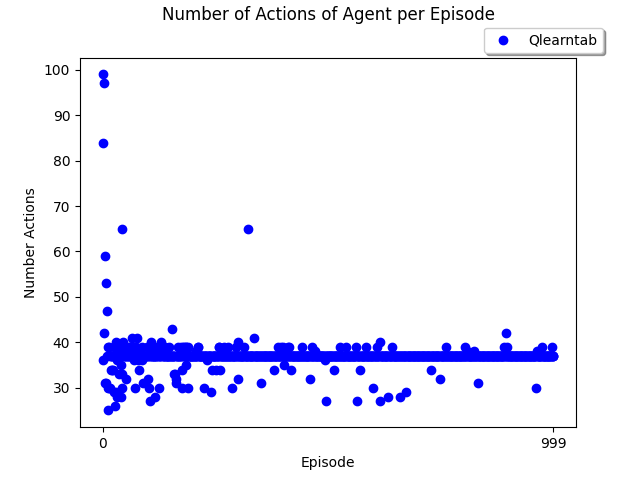 Number of Actions of Agent per Episode
Qlearntab
100
90
80
70
60
50
40
30
Number Actions
0
999
Episode